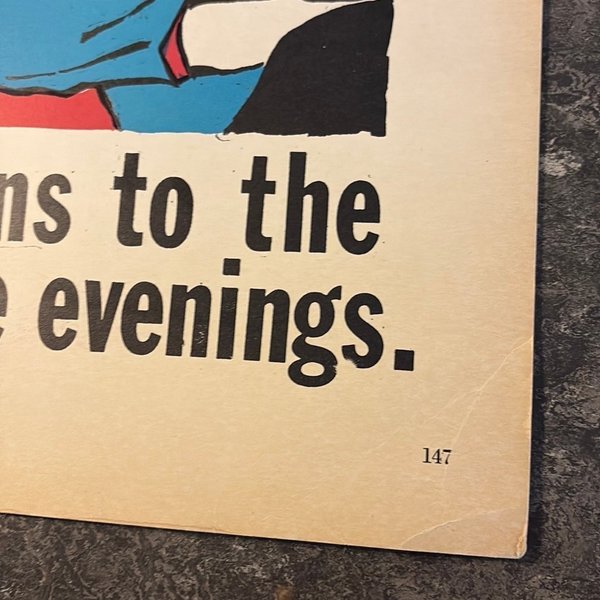 ns to the
e evenings.
147